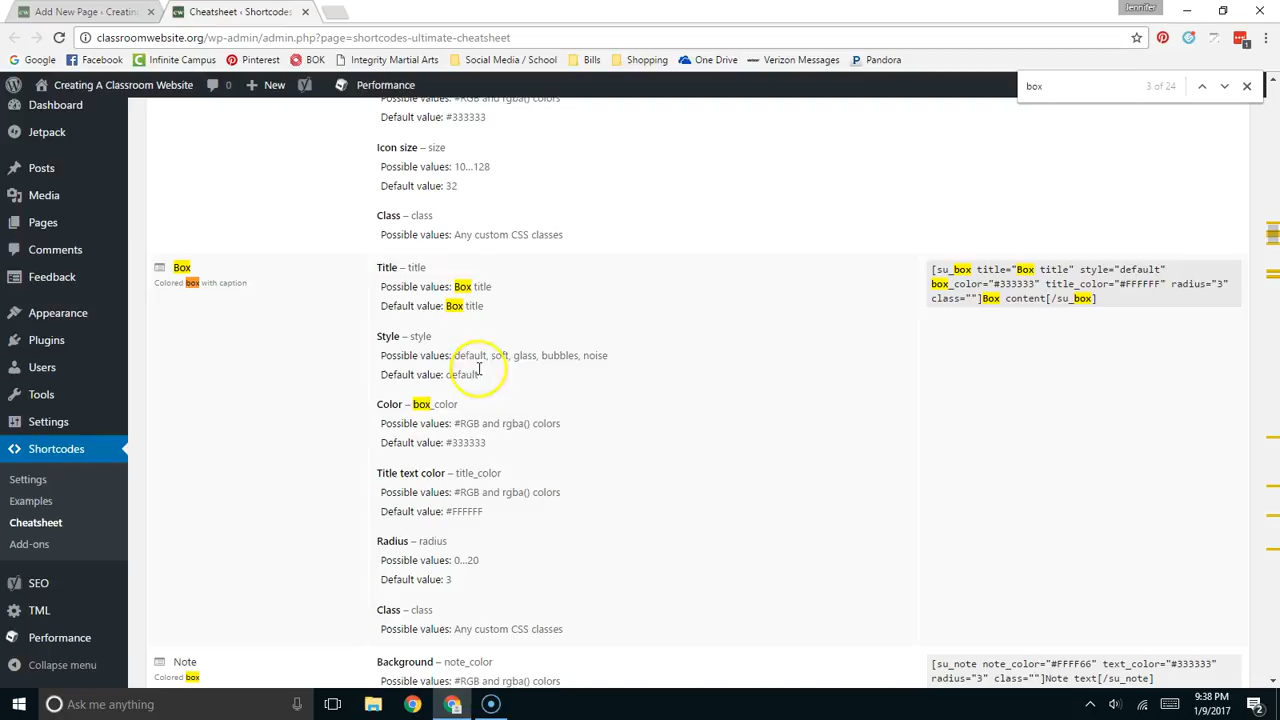 Add New Page ‹ Creatin
Cheatsheet ‹ Shortcodes
Jennifer
classroomwebsite.org/wp-admin/admin.php?page=shortcodes-ultimate-cheatsheet
Google
Facebook
Infinite Campus
Pinterest
BOK
Integrity Martial Arts
Social Media / School
Bills
Shopping
One Drive
Verizon Messages
Pandora
Creating A Classroom Website
0
New
Performance
box
3 of 24
Dashboard
Jetpack
Posts
Media
Pages
Comments
Feedback
Appearance
Plugins
Users
Tools
Settings
Shortcodes
Settings
Examples
Cheatsheet
Add-ons
SEO
TML
Performance
Collapse menu
Possible values: #RGB and rgba() colors
Default value: #333333
Icon size – size
Possible values: 10...128
Default value: 32
Class – class
Possible values: Any custom CSS classes
Box
Colored box with caption
Title – title
Possible values: Box title
Default value: Box title
Style – style
Possible values: default, soft, glass, bubbles, noise
Default value: default
Color – box_color
Possible values: #RGB and rgba() colors
Default value: #333333
Title text color – title_color
Possible values: #RGB and rgba() colors
Default value: #FFFFFF
Radius – radius
Possible values: 0...20
Default value: 3
Class – class
Possible values: Any custom CSS classes
[su_box title="Box title" style="default"
box_color="#333333" title_color="#FFFFFF" radius="3"
class=""]Box content[/su_box]
Note
Colored box
Background – note_color
Possible values: #RGB and rgba() colors
[su_note note_color="#FFFF66" text_color="#333333"
radius="3" class=""]Note text[/su_note]
Ask me anything
9:38 PM
1/9/2017
2